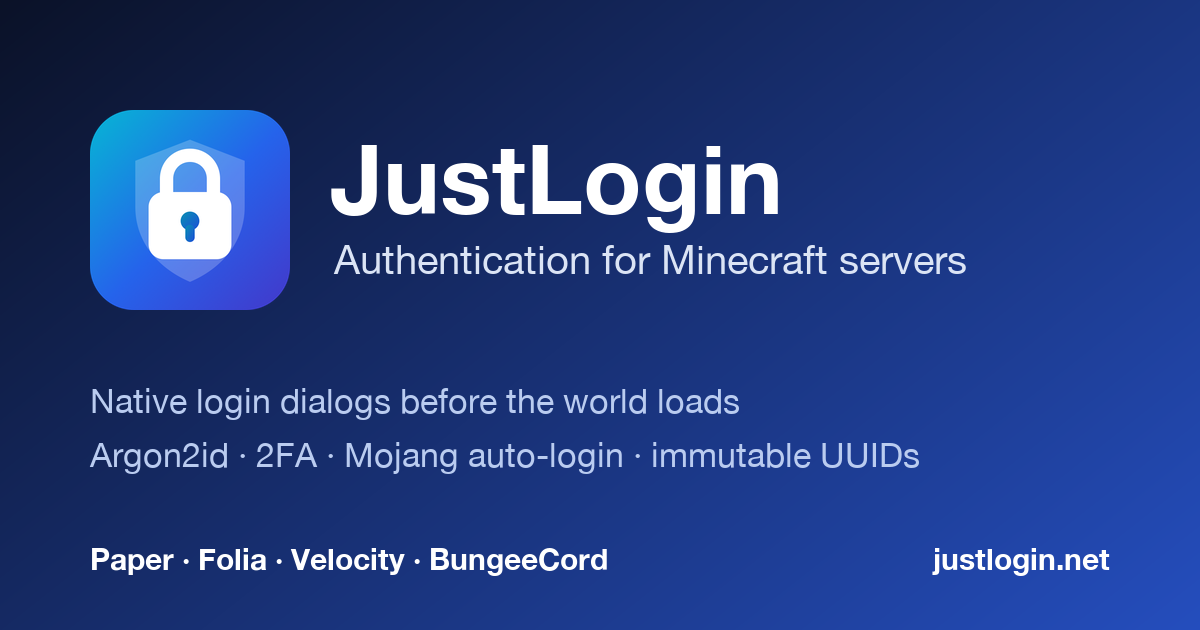 JustLogin
Authentication for Minecraft servers
Native login dialogs before the world loads
Argon2id · 2FA · Mojang auto-login · immutable UUIDs
Paper · Folia · Velocity · BungeeCord
justlogin.net